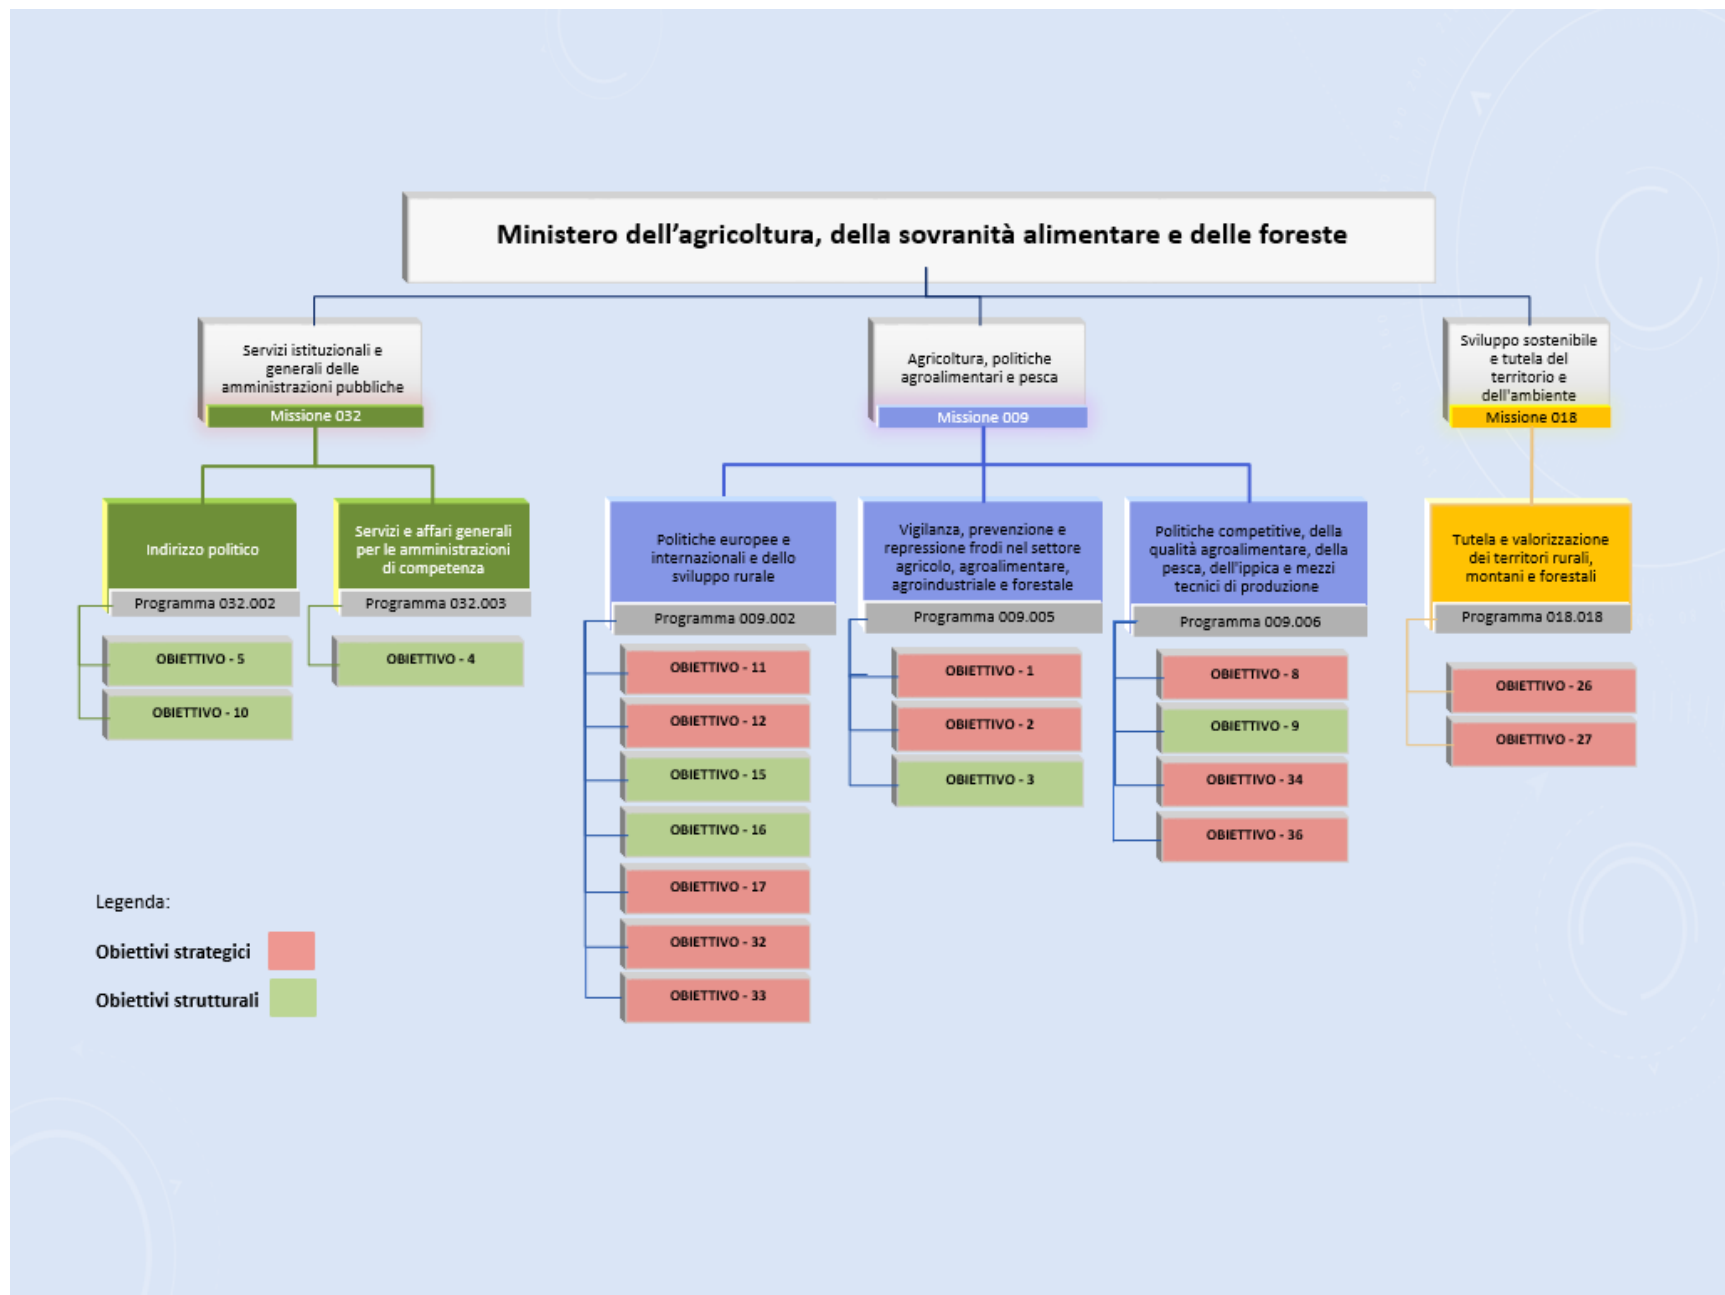 Ministero dell'agricoltura, della sovranità alimentare e delle foreste
Servizi istituzionali e
generali delle
amministrazioni pubbliche
Missione 032
Agricoltura, politiche
agroalimentari e pesca
Missione 009
Sviluppo sostenibile
e tutela del
territorio e
dell'ambiente
Missione 018
Indirizzo politico
Programma 032.002
OBIETTIVO - 5
OBIETTIVO - 10
Servizi e affari generali
per le amministrazioni
di competenza
Programma 032.003
OBIETTIVO - 4
Politiche europee e
internazionali e dello
sviluppo rurale
Programma 009.002
OBIETTIVO - 11
OBIETTIVO - 12
OBIETTIVO - 15
OBIETTIVO - 16
OBIETTIVO - 17
OBIETTIVO - 32
OBIETTIVO - 33
Vigilanza, prevenzione e
repressione frodi nel settore
agricolo, agroalimentare,
agroindustriale e forestale
Programma 009.005
OBIETTIVO - 1
OBIETTIVO - 2
OBIETTIVO - 3
Politiche competitive, della
qualità agroalimentare, della
pesca, dell'ippica e mezzi
tecnici di produzione
Programma 009.006
OBIETTIVO - 8
OBIETTIVO - 9
OBIETTIVO - 34
OBIETTIVO - 36
Tutela e valorizzazione
dei territori rurali,
montani e forestali
Programma 018.018
OBIETTIVO - 26
OBIETTIVO - 27
Legenda:
Obiettivi strategici
Obiettivi strutturali